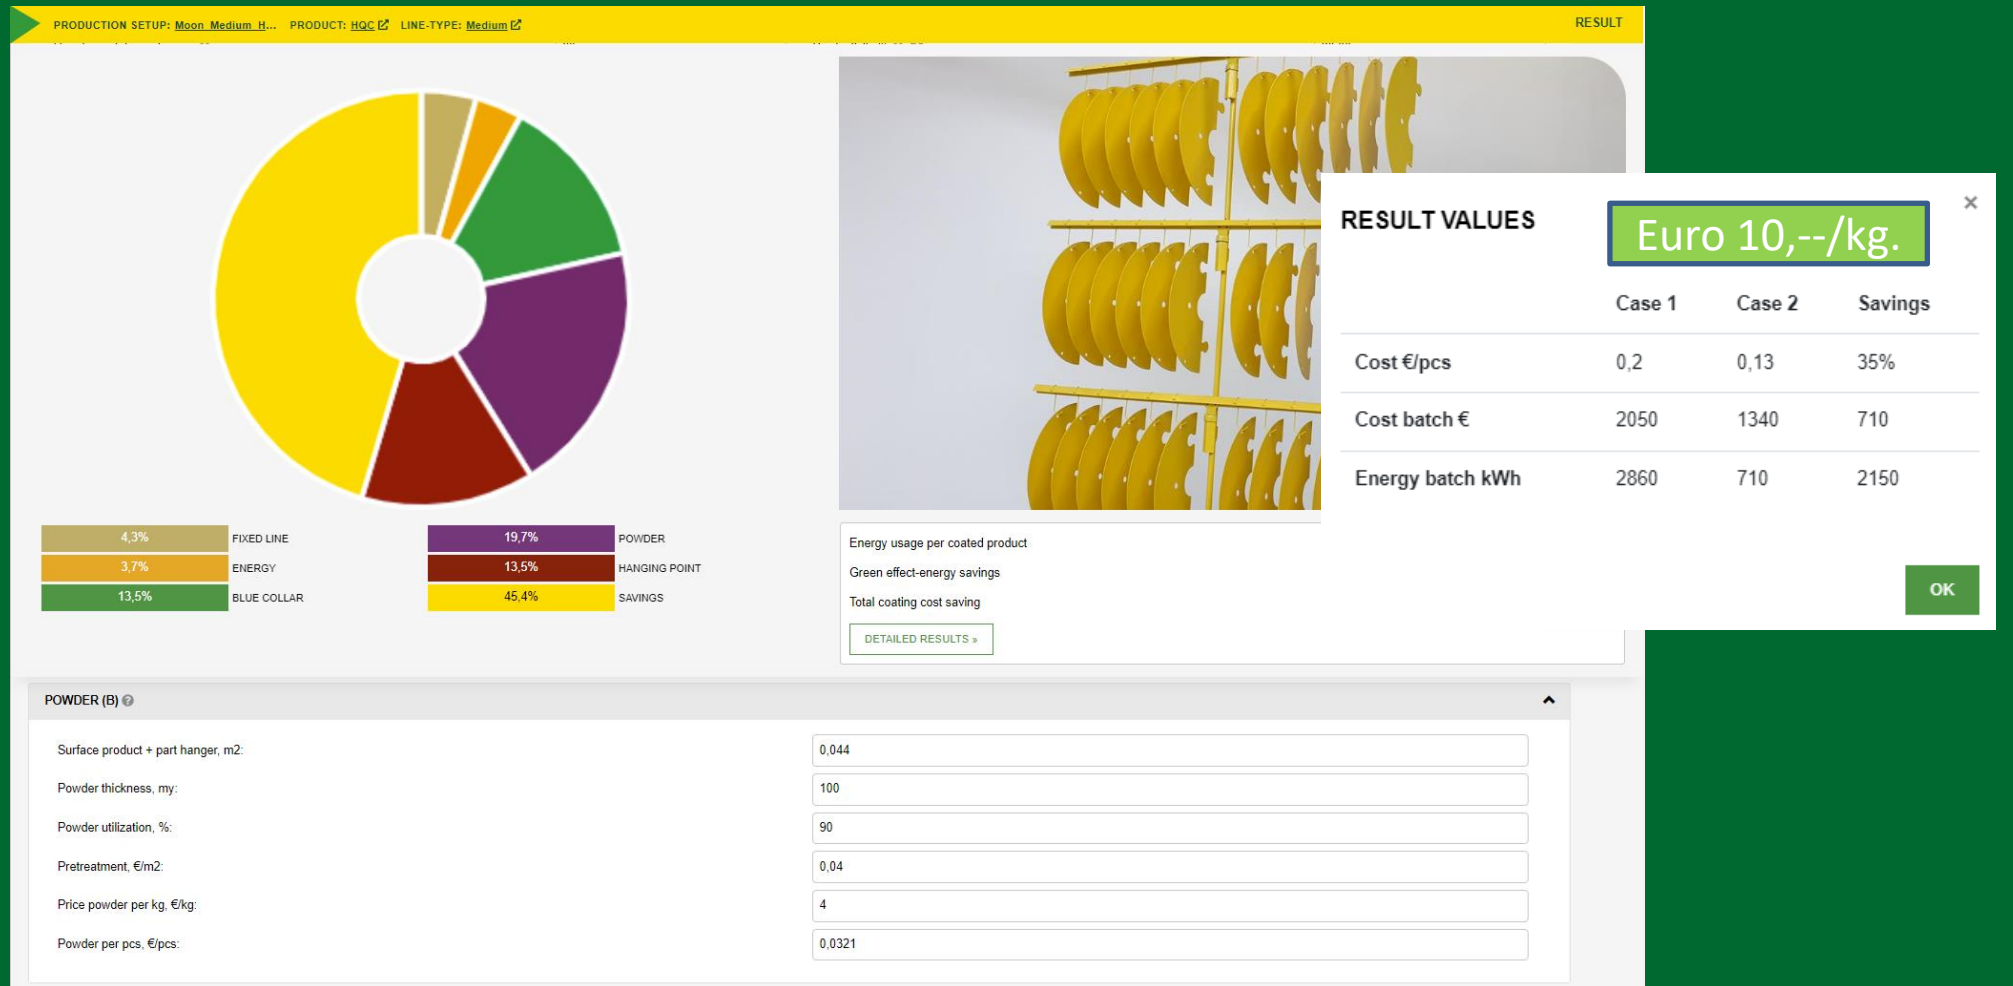 PRODUCTION SETUP: Moon_Medium_H... PRODUCT: HQC LINE-TYPE: Medium
RESULT
4,3% FIXED LINE
3,7% ENERGY
13,5% BLUE COLLAR
19,7% POWDER
13,5% HANGING POINT
45,4% SAVINGS
Energy usage per coated product
Green effect-energy savings
Total coating cost saving
DETAILED RESULTS »
RESULT VALUES
Euro 10,--/kg.
×
Case 1 Case 2 Savings
Cost €/pcs 0,2 0,13 35%
Cost batch € 2050 1340 710
Energy batch kWh 2860 710 2150
OK
POWDER (B)
Surface product + part hanger, m2: 0,044
Powder thickness, my: 100
Powder utilization, %: 90
Pretreatment, €/m2: 0,04
Price powder per kg, €/kg: 4
Powder per pcs, €/pcs: 0,0321